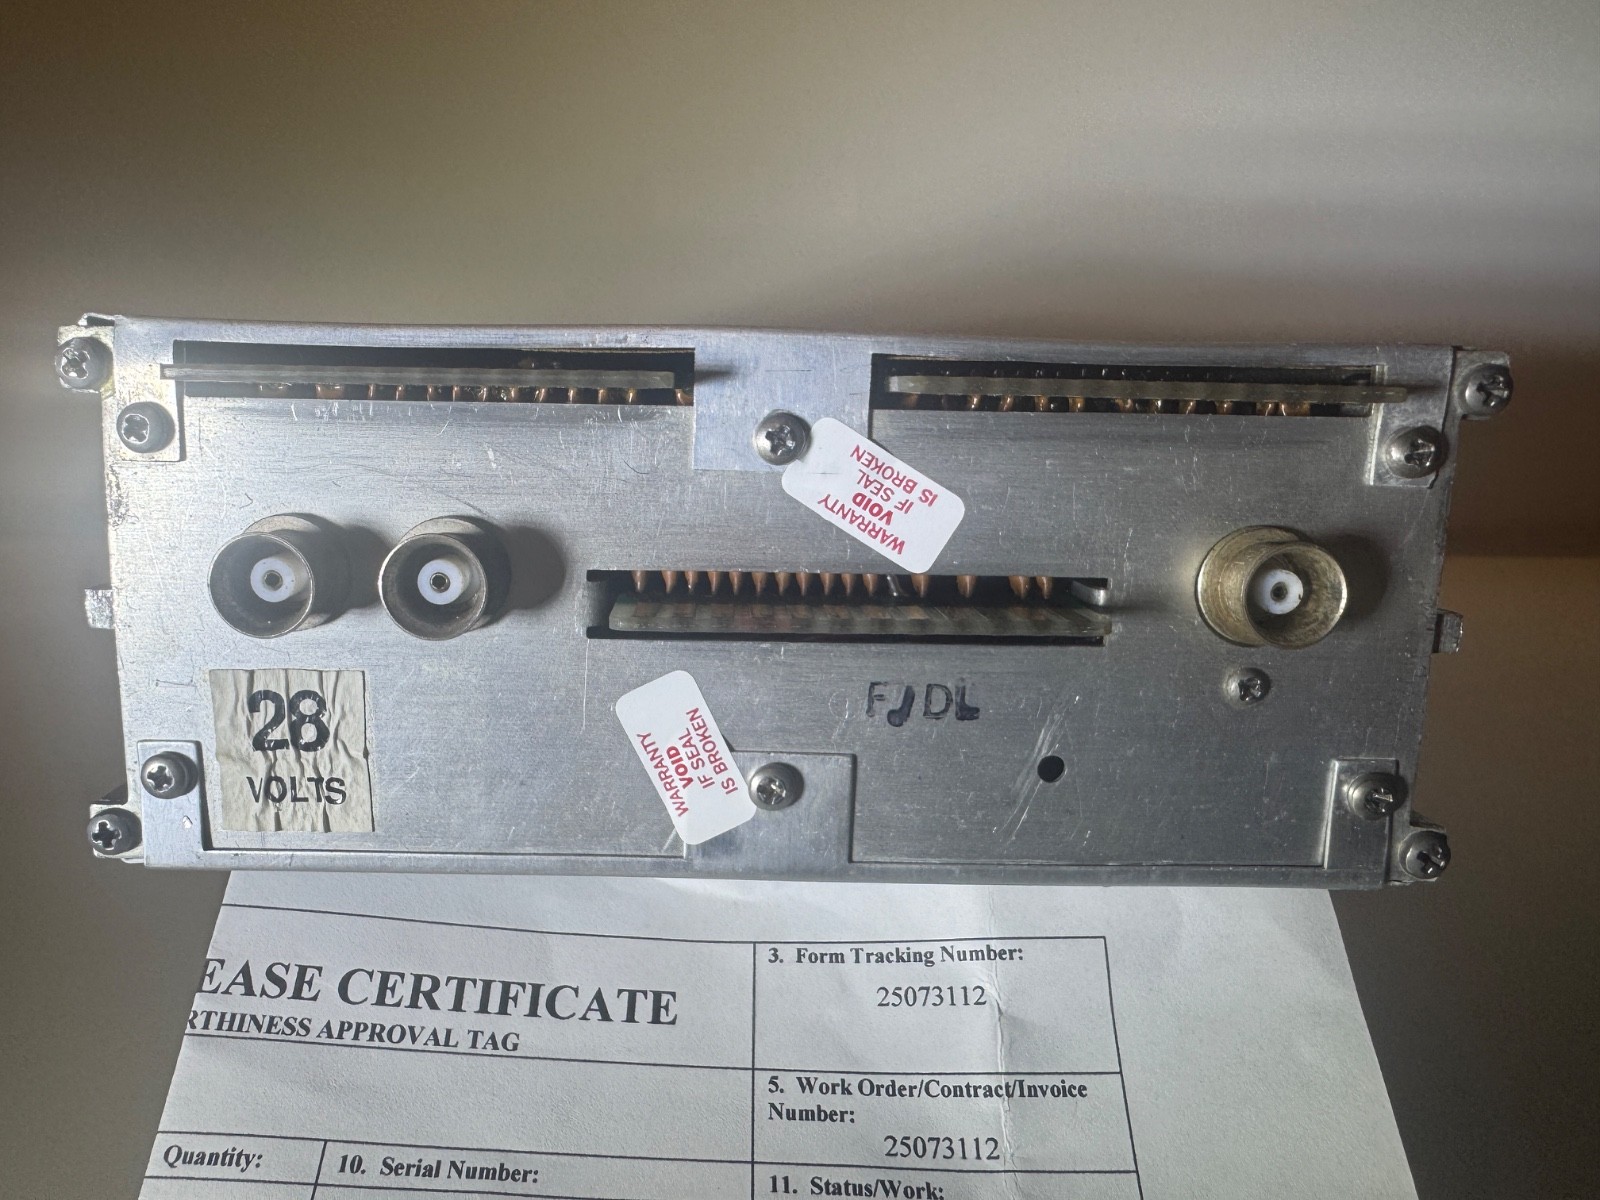 WARRANTY
VOID
IF SEAL
IS BROKEN
28
VOLTS
WARRANTY
VOID
IF SEAL
IS BROKEN
FJDL
EASE CERTIFICATE
RTHINESS APPROVAL TAG
3. Form Tracking Number:
25073112
5. Work Order/Contract/Invoice
Number:
25073112
Quantity:
10. Serial Number:
11. Status/Work: